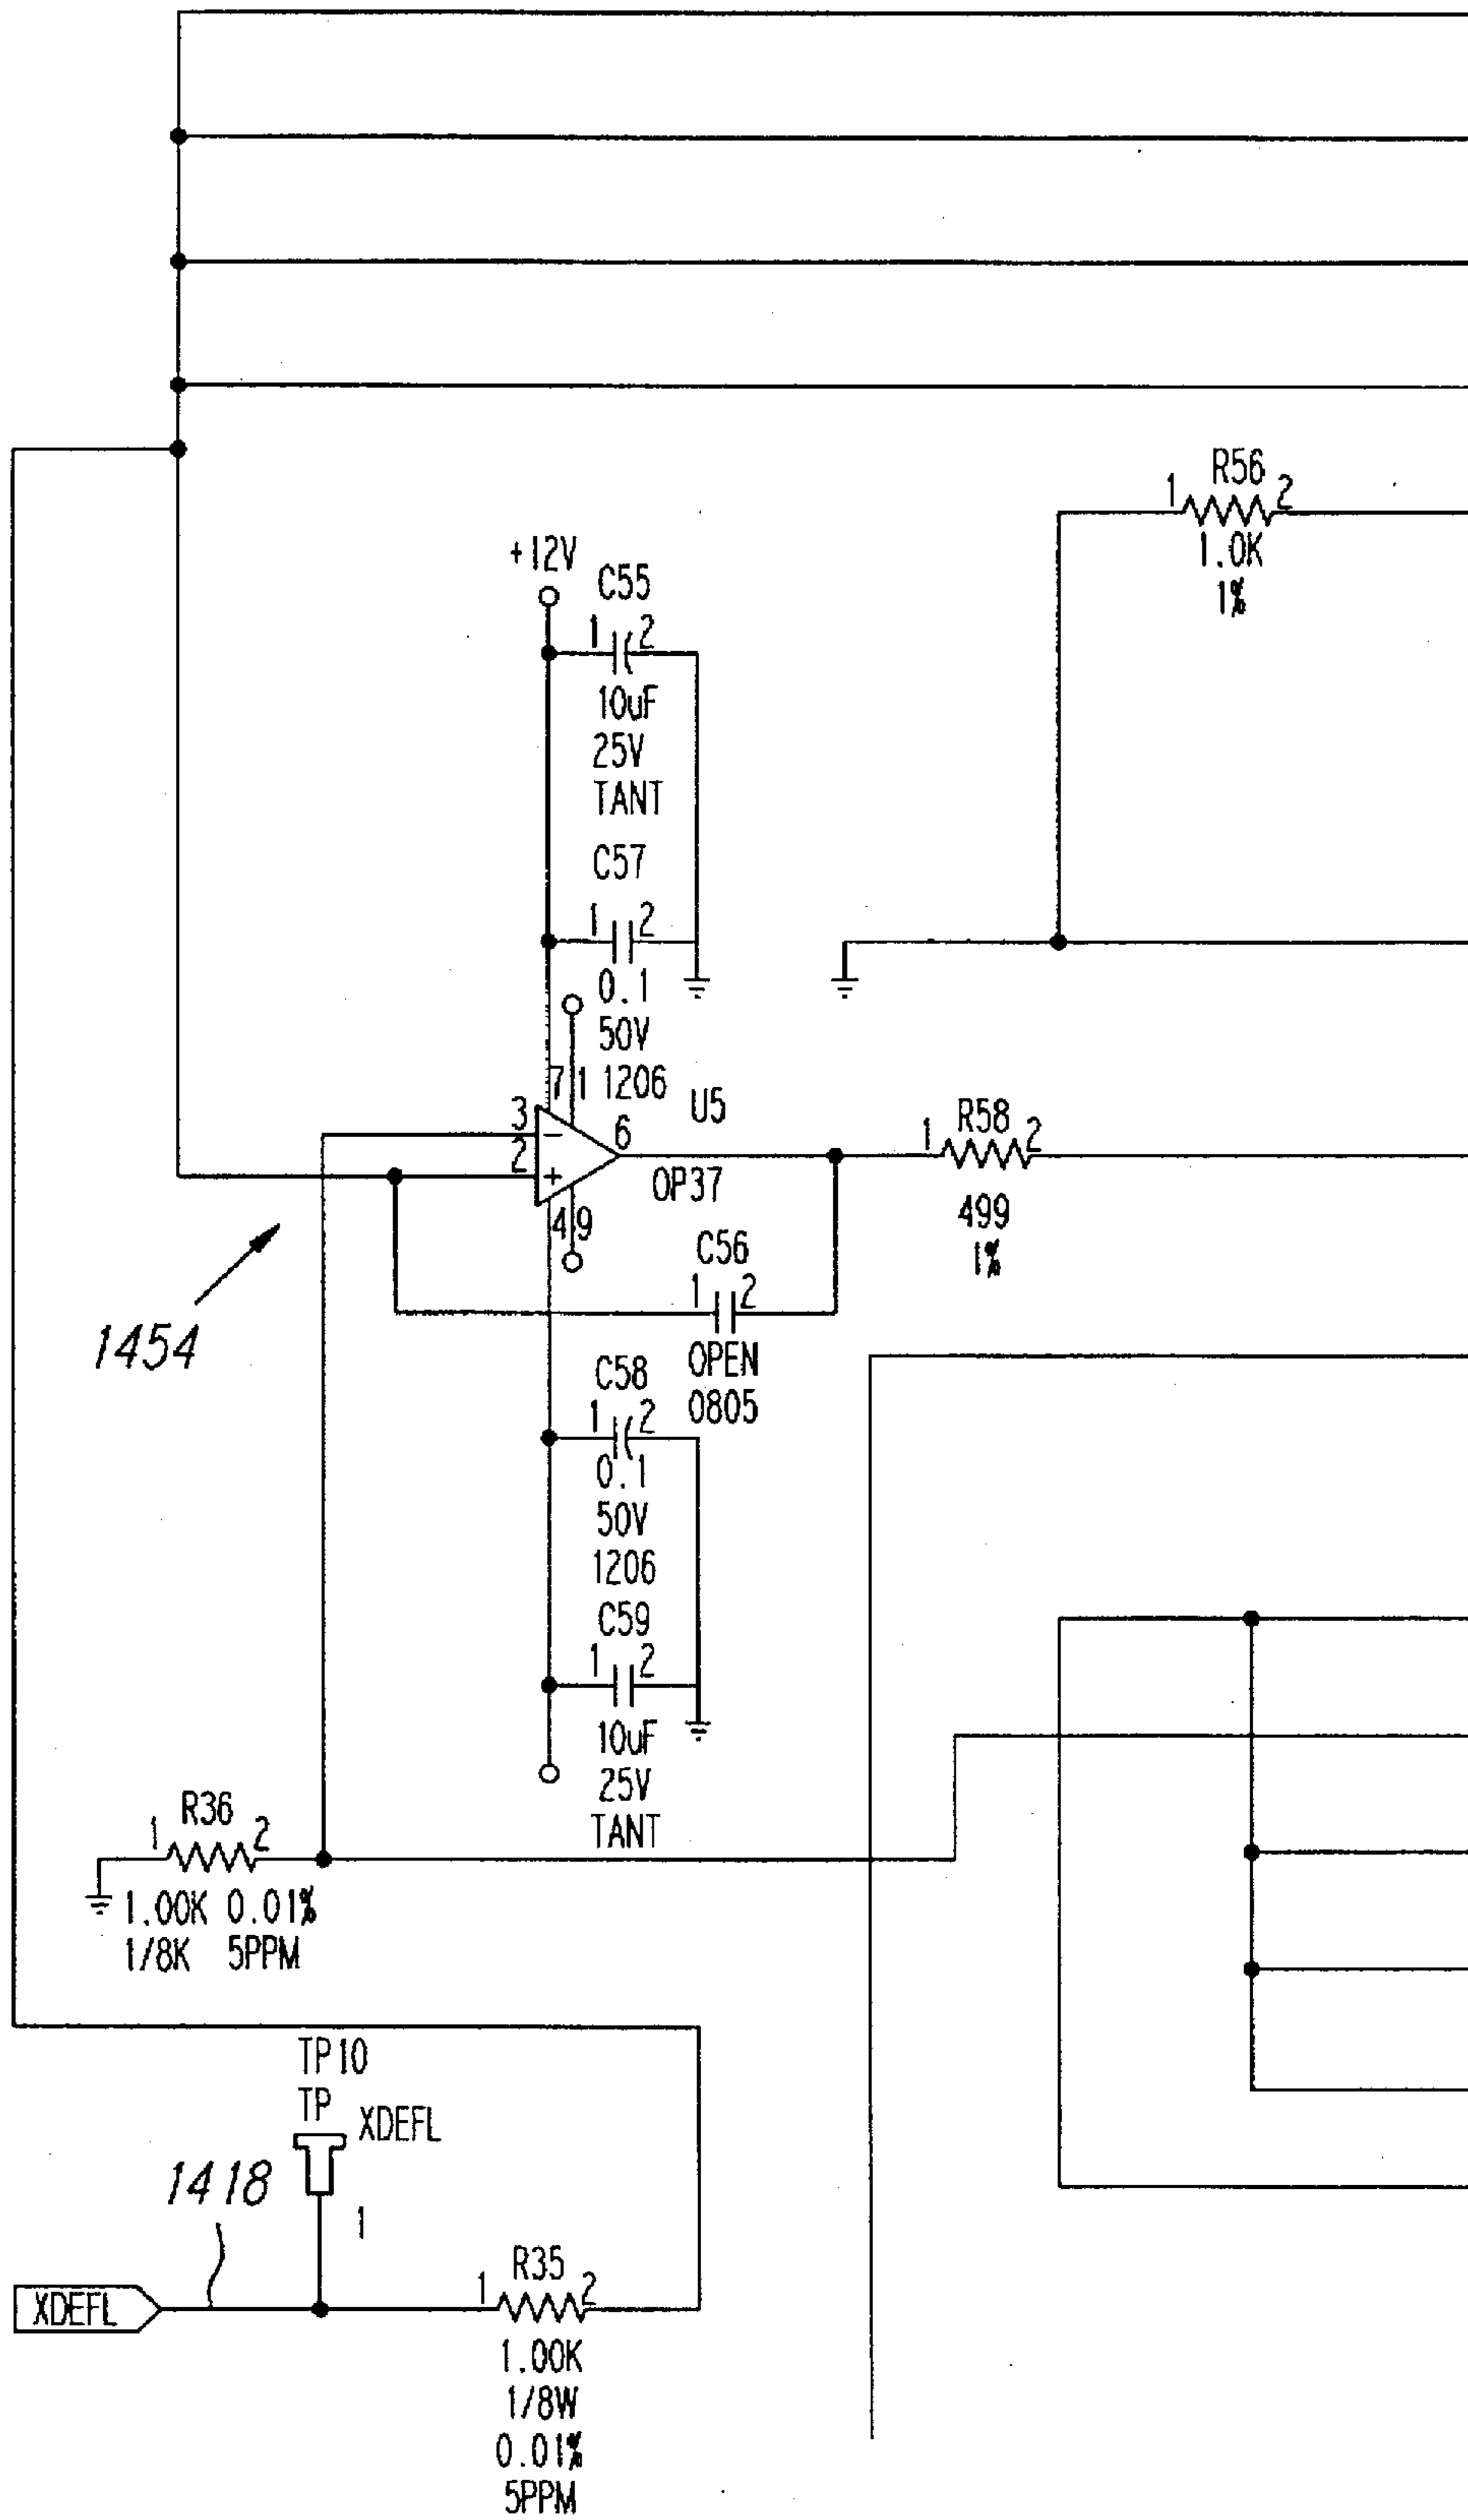 R56
1 2
1.0K
1%
+12V
C55
1 2
10uF
25V
TANT
C57
1 2
0.1
50V
1206
7 1
U5
3
2
-
+
6
OP37
4 9
R58
1 2
499
1%
C56
1 2
OPEN
0805
1454
C58
1 2
0.1
50V
1206
C59
1 2
10uF
25V
TANT
R36
1 2
1.00K 0.01%
1/8K 5PPM
TP10
TP
XDEFL
1
1418
XDEFL
R35
1 2
1.00K
1/8W
0.01%
5PPM